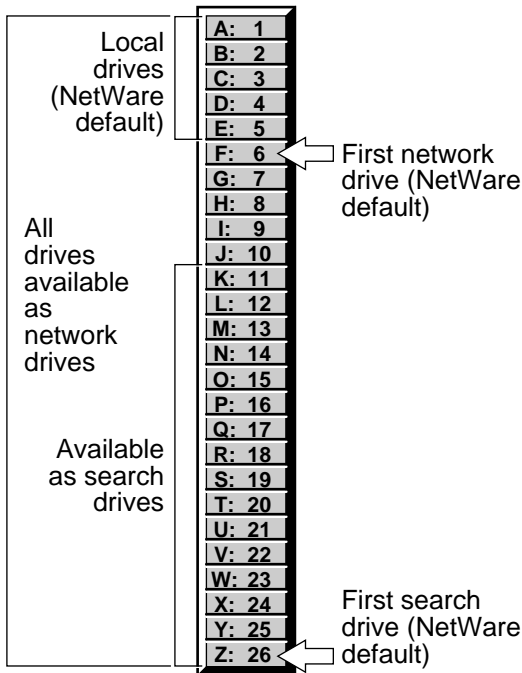 Local
drives
(NetWare
default)
All
drives
available
as
network
drives
Available
as search
drives
A: 1
B: 2
C: 3
D: 4
E: 5
F: 6
G: 7
H: 8
I: 9
J: 10
K: 11
L: 12
M: 13
N: 14
O: 15
P: 16
Q: 17
R: 18
S: 19
T: 20
U: 21
V: 22
W: 23
X: 24
Y: 25
Z: 26
First network
drive (NetWare
default)
First search
drive (NetWare
default)